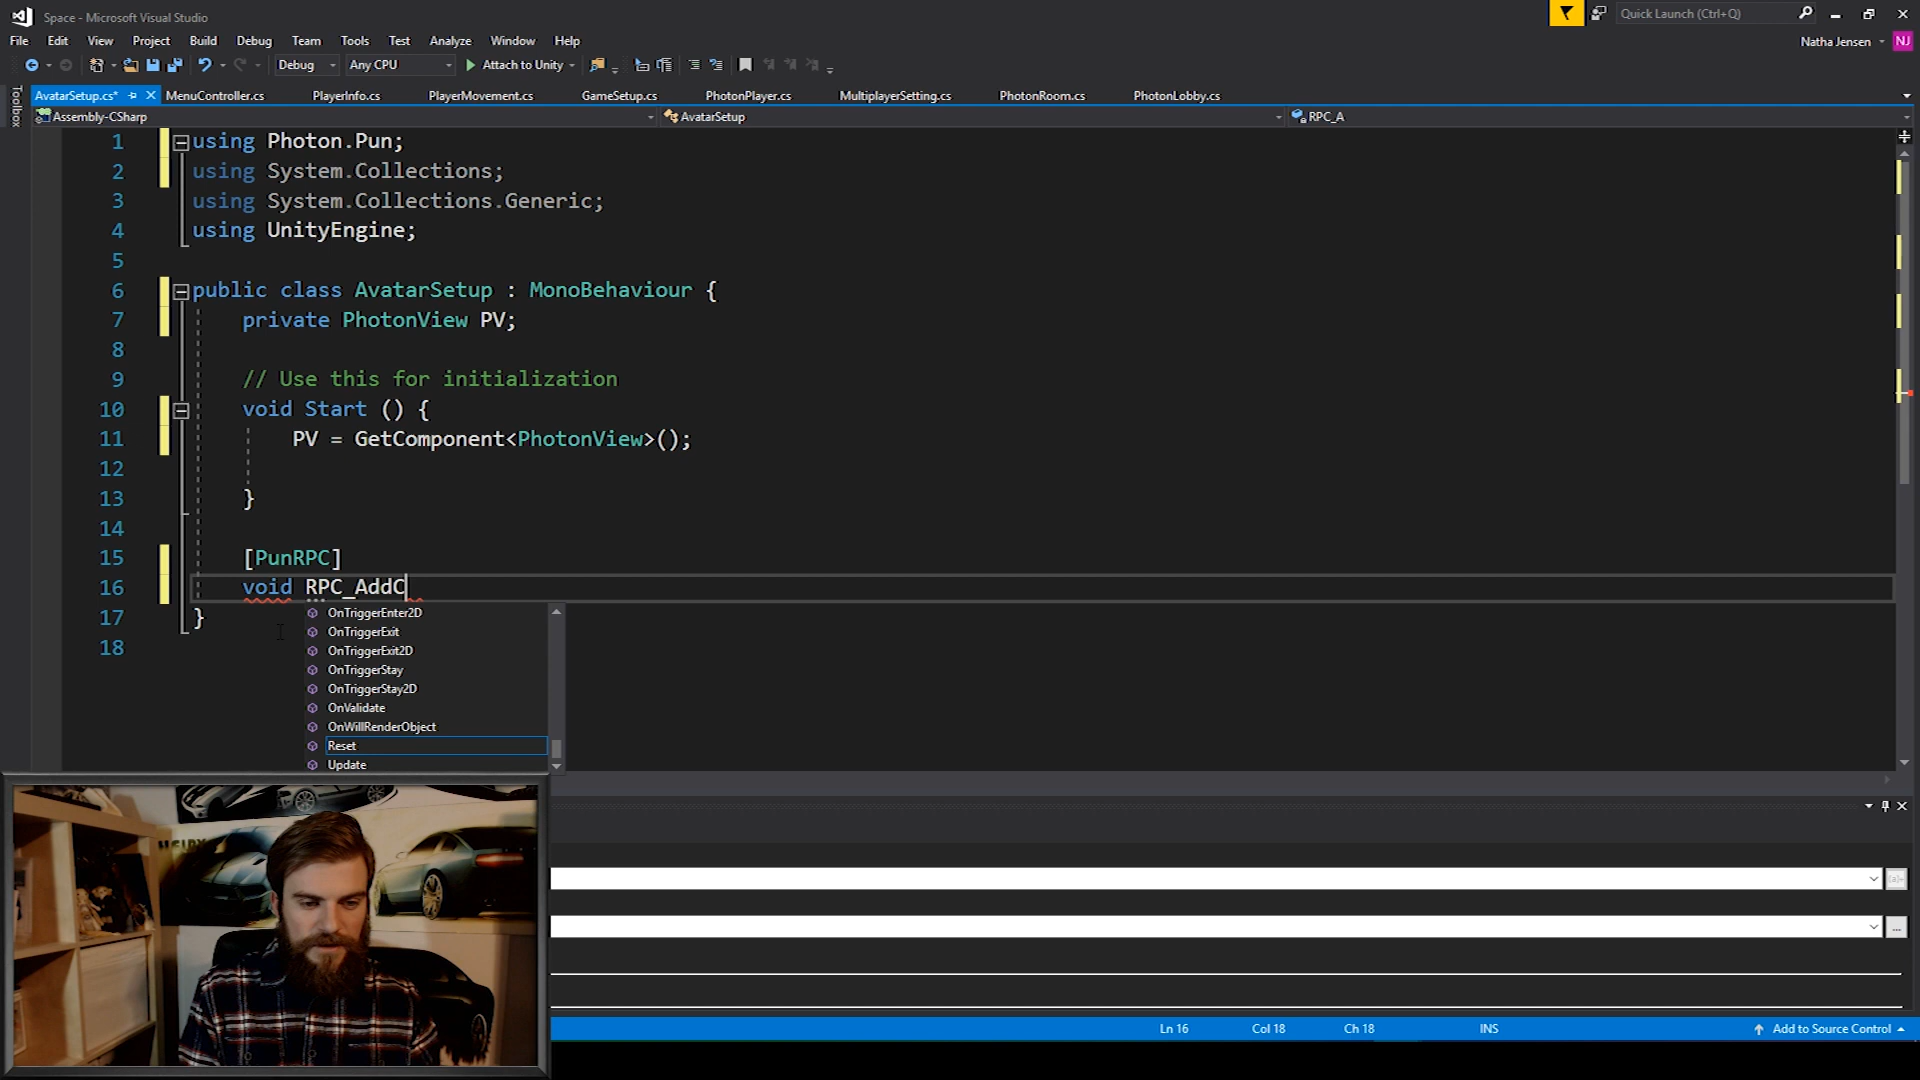 Space - Microsoft Visual Studio
Quick Launch (Ctrl+Q)
File Edit View Project Build Debug Team Tools Test Analyze Window Help
Natha Jensen NJ
Debug Any CPU Attach to Unity
Toolbox
AvatarSetup.cs* MenuController.cs PlayerInfo.cs PlayerMovement.cs GameSetup.cs PhotonPlayer.cs MultiplayerSetting.cs PhotonRoom.cs PhotonLobby.cs
Assembly-CSharp AvatarSetup RPC_A
1 using Photon.Pun;
2 using System.Collections;
3 using System.Collections.Generic;
4 using UnityEngine;
5
6 public class AvatarSetup : MonoBehaviour {
7 private PhotonView PV;
8
9 // Use this for initialization
10 void Start () {
11 PV = GetComponent<PhotonView>();
12
13 }
14
15 [PunRPC]
16 void RPC_AddC
17 }
18
OnTriggerEnter2D
OnTriggerExit
OnTriggerExit2D
OnTriggerStay
OnTriggerStay2D
OnValidate
OnWillRenderObject
Reset
Update
...
Ln 16 Col 18 Ch 18 INS Add to Source Control